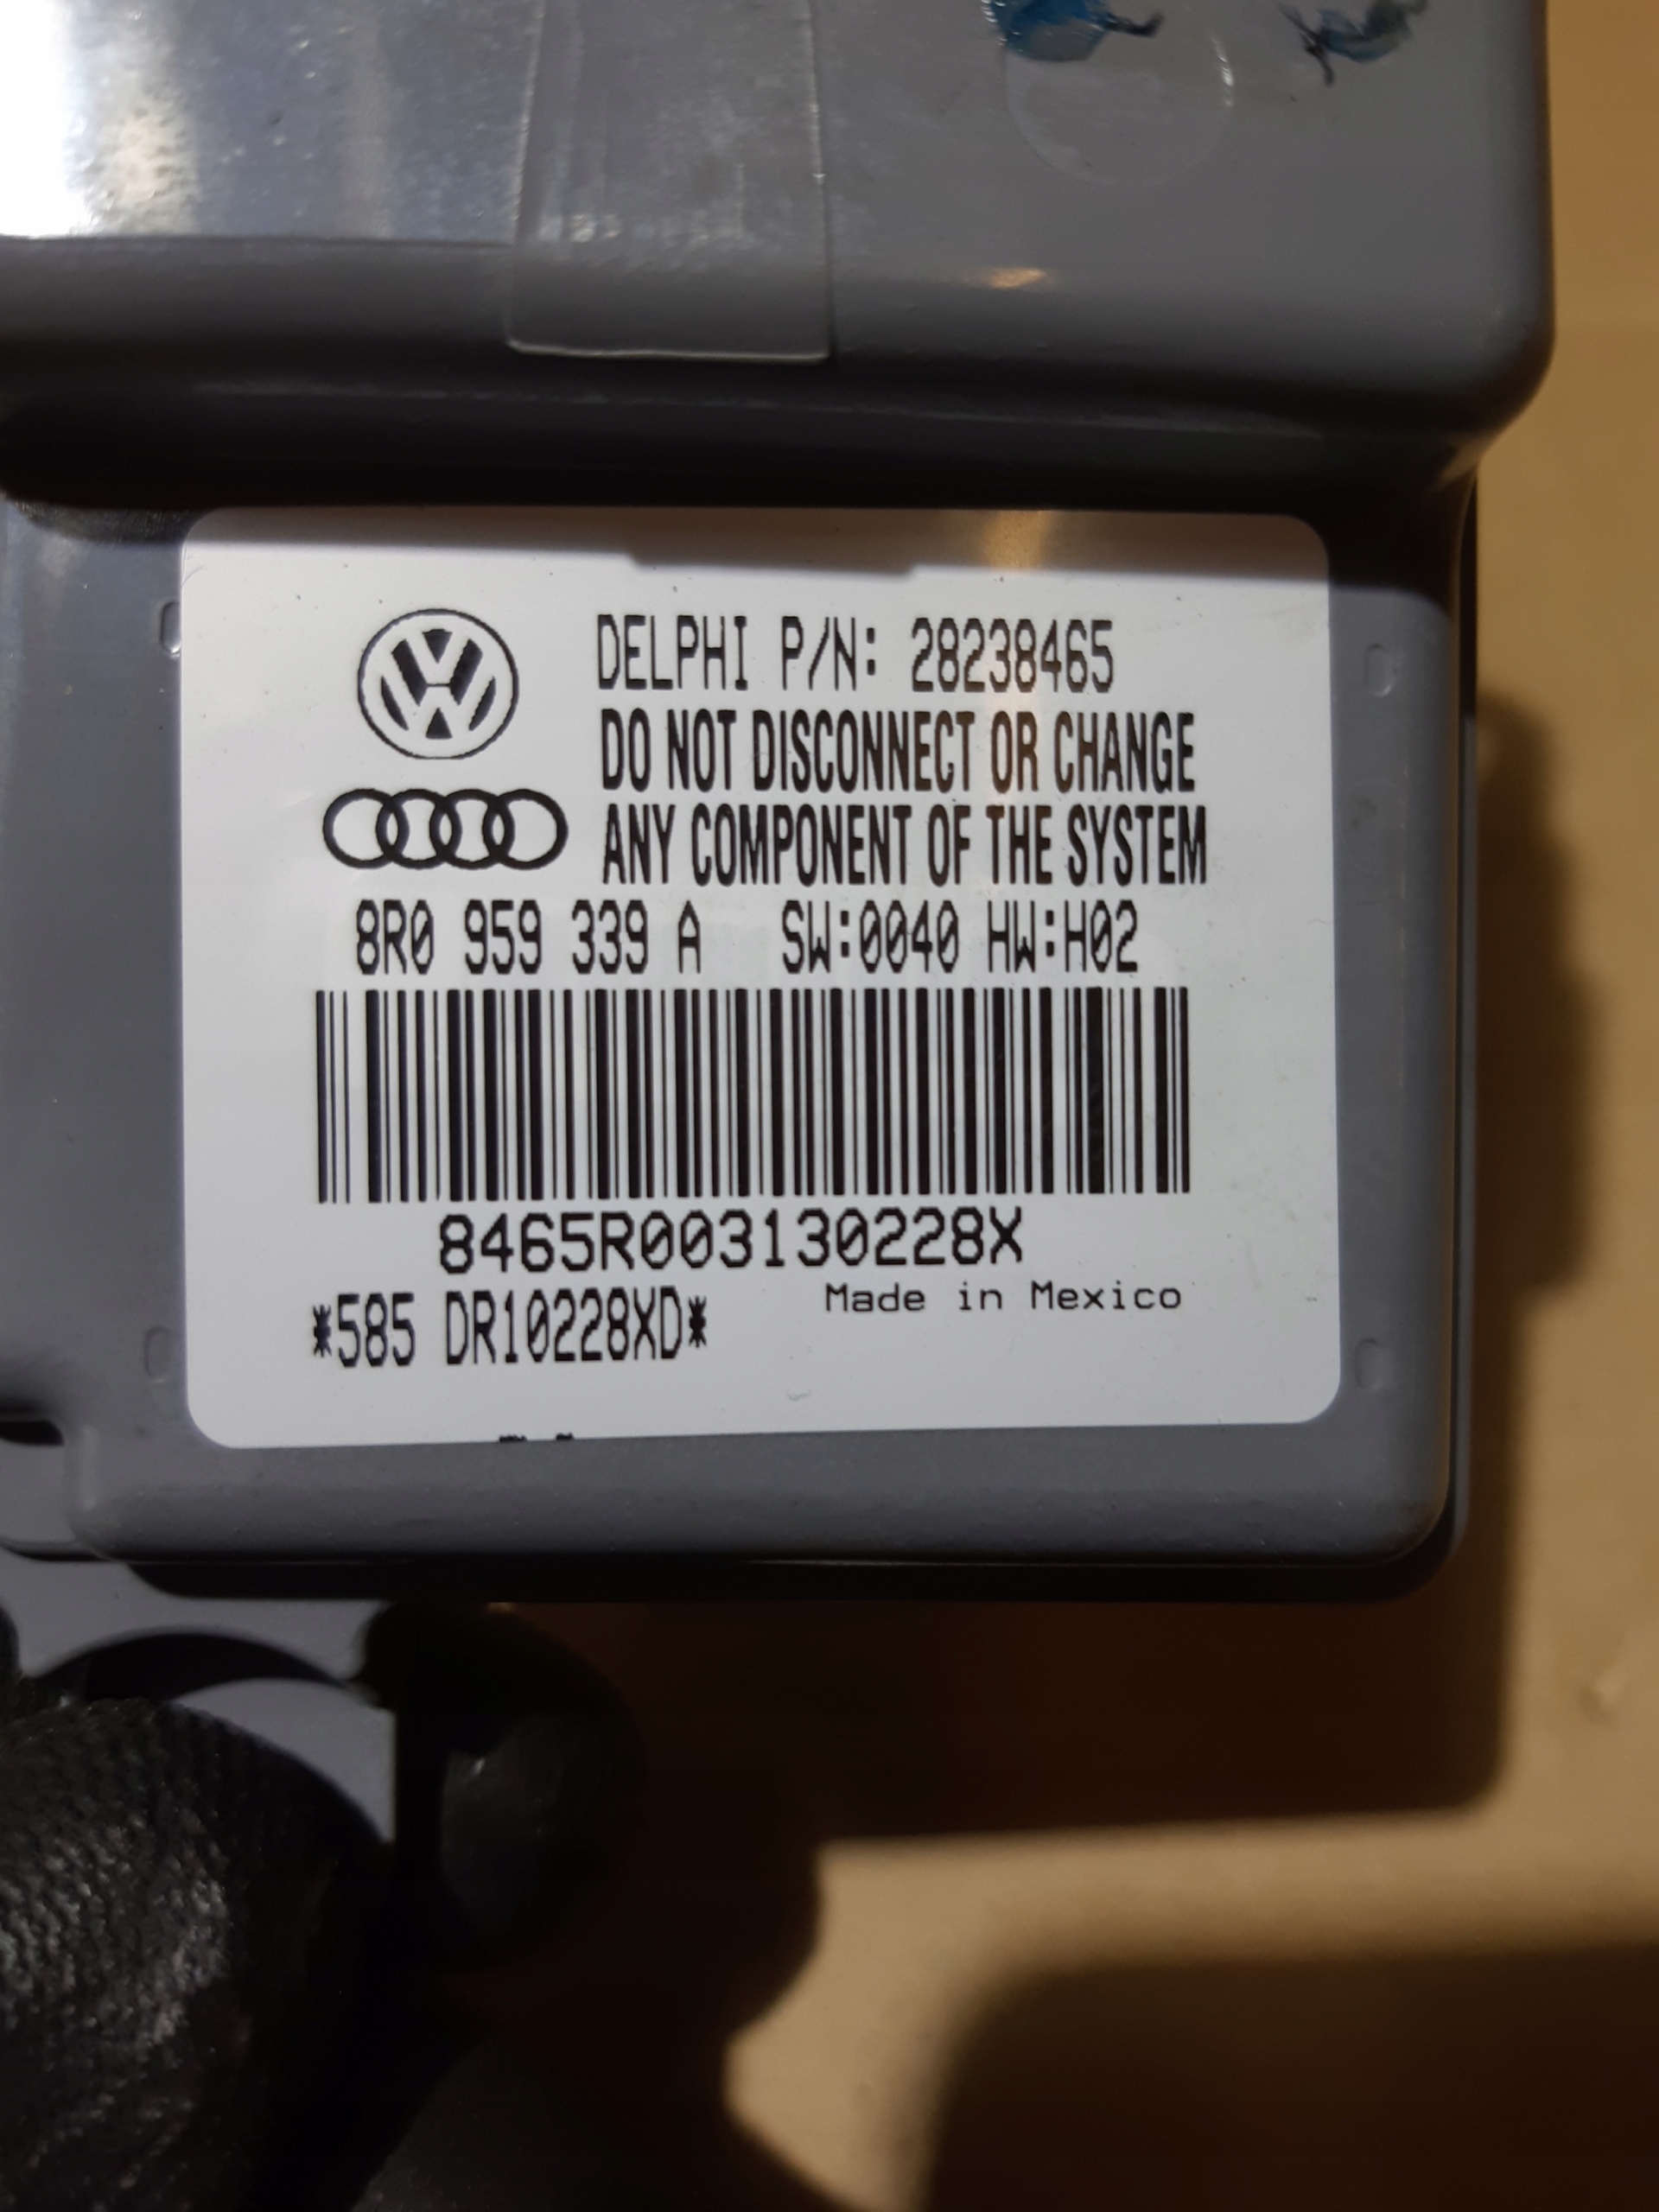 DELPHI P/N: 28238465
DO NOT DISCONNECT OR CHANGE
ANY COMPONENT OF THE SYSTEM
8R0 959 339 A SW:0040 HW:H02
8465R003130228X
Made in Mexico
*585 DR10228XD*